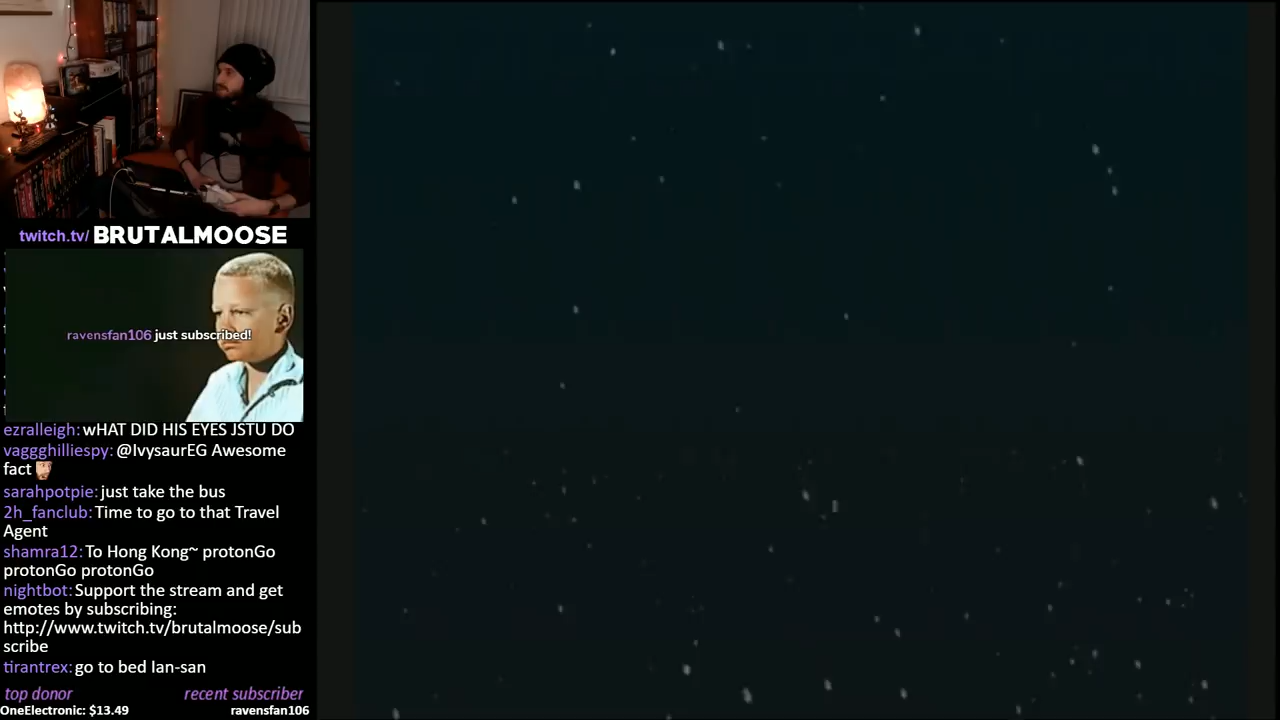 twitch.tv/ BRUTALMOOSE
ravensfan106 just subscribed!
ezralleigh: wHAT DID HIS EYES JSTU DO
vaggghilliespy: @IvysaurEG Awesome
fact
sarahpotpie: just take the bus
2h_fanclub: Time to go to that Travel
Agent
shamra12: To Hong Kong~ protonGo
protonGo protonGo
nightbot: Support the stream and get
emotes by subscribing:
http://www.twitch.tv/brutalmoose/sub
scribe
tirantrex: go to bed lan-san
top donor recent subscriber
OneElectronic: $13.49 ravensfan106